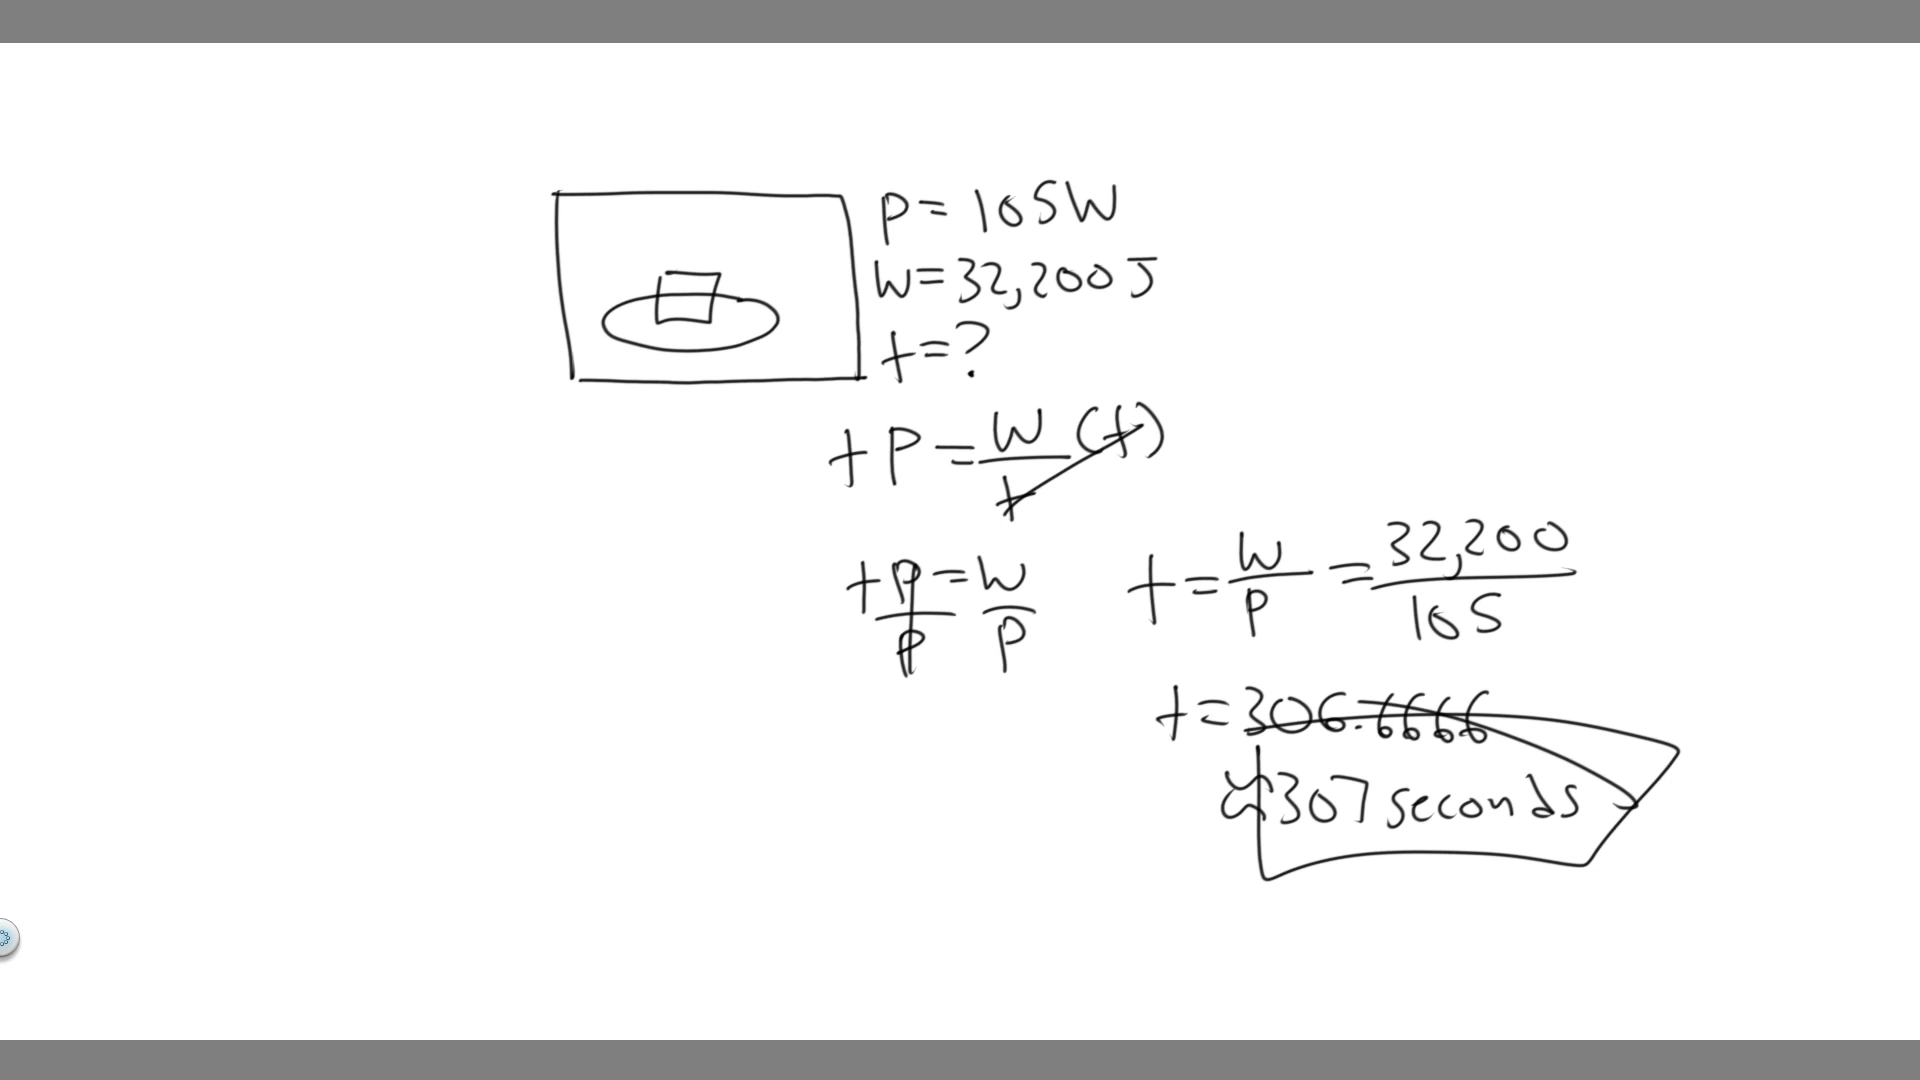 P = 105W
W = 32,200 J
t = ?
tP = W/t (t)
tP/P = W/P
t = W/P = 32,200/105
t = 306.6666
≈ 307 seconds